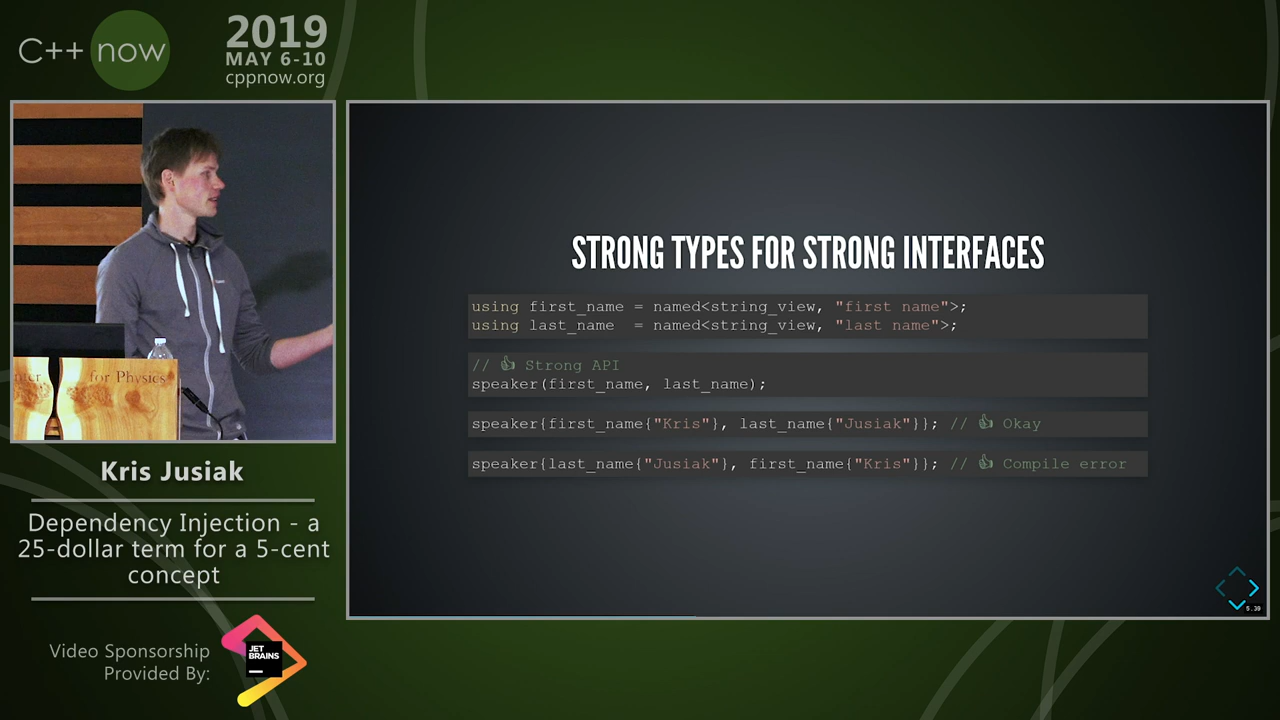 C++ now
2019
MAY 6-10
cppnow.org
for Physics
Kris Jusiak
Dependency Injection - a
25-dollar term for a 5-cent
concept
Video Sponsorship
Provided By:
JET
BRAINS
STRONG TYPES FOR STRONG INTERFACES
using first_name = named<string_view, "first name">;
using last_name  = named<string_view, "last name">;
// 👍 Strong API
speaker(first_name, last_name);
speaker{first_name{"Kris"}, last_name{"Jusiak"}}; // 👍 Okay
speaker{last_name{"Jusiak"}, first_name{"Kris"}}; // 👍 Compile error
5.39